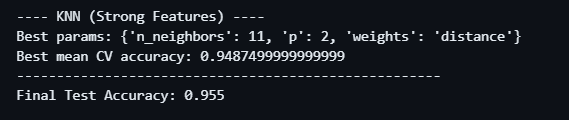 ---- KNN (Strong Features) ----
Best params: {'n_neighbors': 11, 'p': 2, 'weights': 'distance'}
Best mean CV accuracy: 0.9487499999999999
------------------------------------------------------
Final Test Accuracy: 0.955